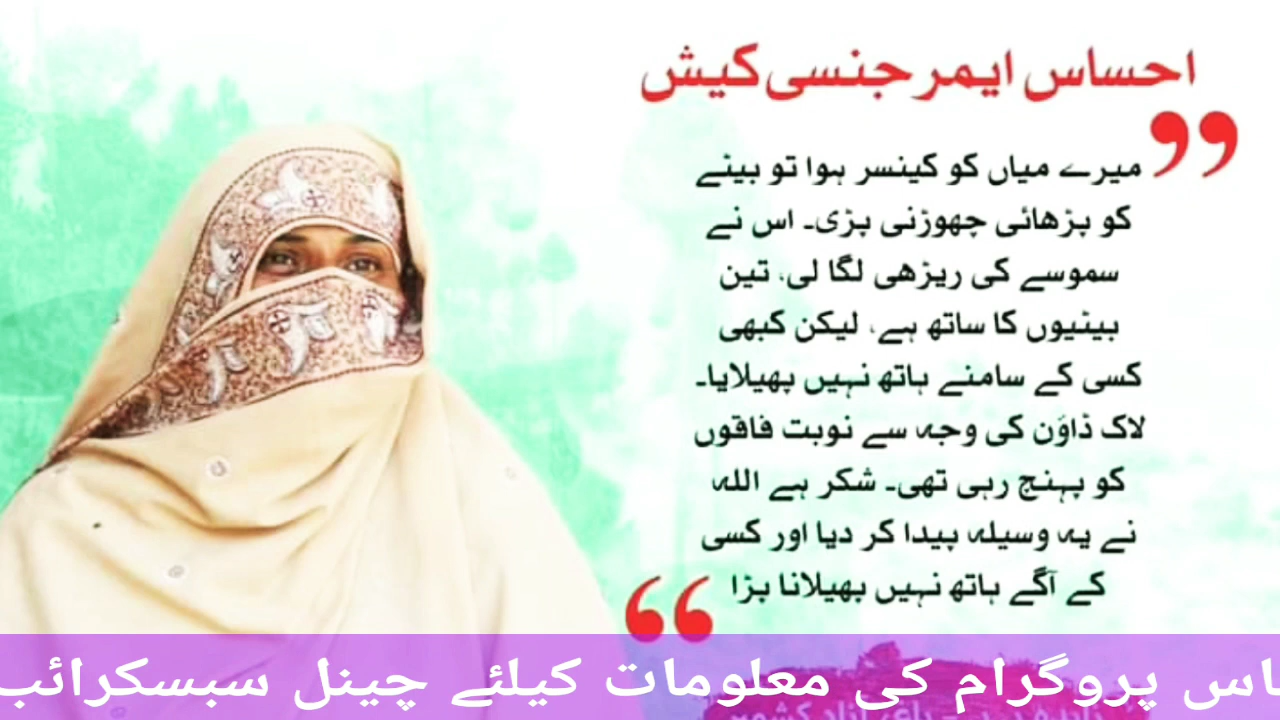 احساس ایمرجنسی کیش
میرے میاں کو کینسر ہوا تو بیٹے
کو پڑھائی چھوڑنی پڑی۔ اس نے
سموسے کی ریڑھی لگا لی، تین
بیٹیوں کا ساتھ ہے، لیکن کبھی
کسی کے سامنے ہاتھ نہیں پھیلایا۔
لاک ڈاؤن کی وجہ سے نوبت فاقوں
کو پہنچ رہی تھی۔ شکر ہے اللہ
نے یہ وسیلہ پیدا کر دیا اور کسی
کے آگے ہاتھ نہیں پھیلانا پڑا
پروگرام کی معلومات کیلئے چینل سبسکرائب